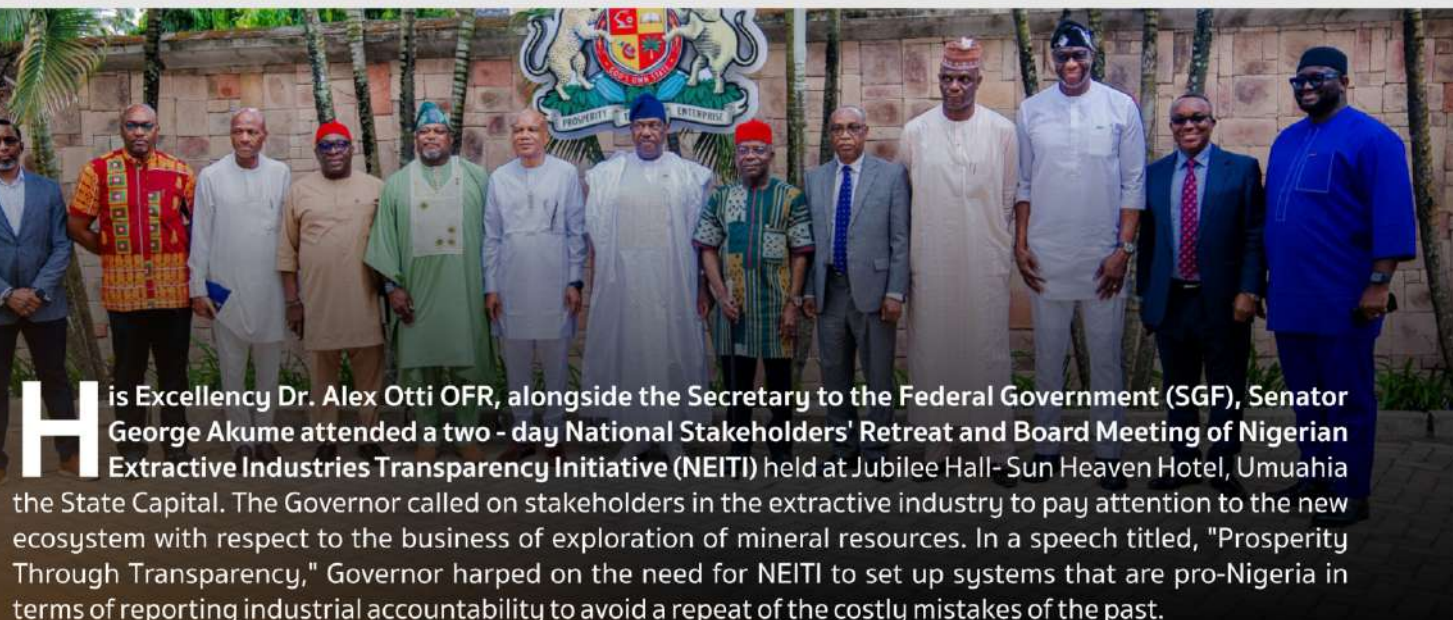 GOD'S OWN STATE
PROSPERITY
ENTERPRISE
His Excellency Dr. Alex Otti OFR, alongside the Secretary to the Federal Government (SGF), Senator
George Akume attended a two - day National Stakeholders' Retreat and Board Meeting of Nigerian
Extractive Industries Transparency Initiative (NEITI) held at Jubilee Hall- Sun Heaven Hotel, Umuahia
the State Capital. The Governor called on stakeholders in the extractive industry to pay attention to the new
ecosystem with respect to the business of exploration of mineral resources. In a speech titled, "Prosperity
Through Transparency," Governor harped on the need for NEITI to set up systems that are pro-Nigeria in
terms of reporting industrial accountability to avoid a repeat of the costly mistakes of the past.